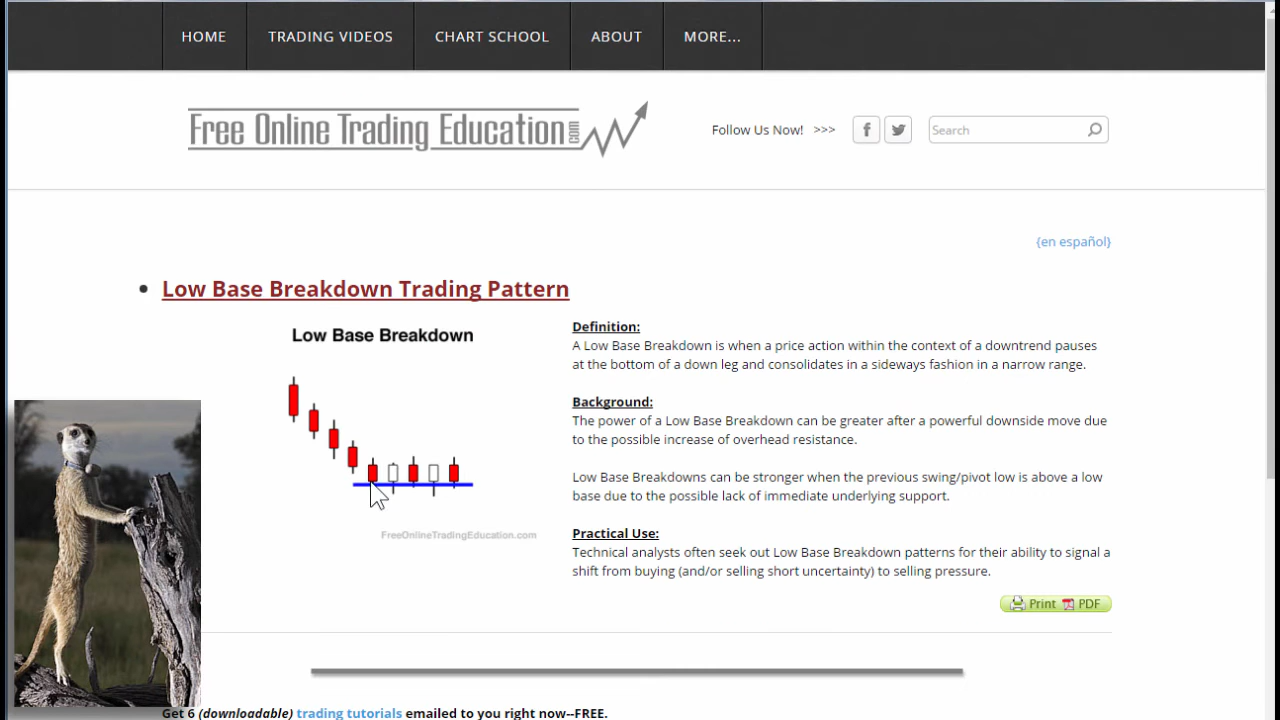 HOME
TRADING VIDEOS
CHART SCHOOL
ABOUT
MORE...
Free Online Trading Education.com
Follow Us Now! >>>
Search
{en español}
Low Base Breakdown Trading Pattern
Low Base Breakdown
FreeOnlineTradingEducation.com
Definition:
A Low Base Breakdown is when a price action within the context of a downtrend pauses
at the bottom of a down leg and consolidates in a sideways fashion in a narrow range.
Background:
The power of a Low Base Breakdown can be greater after a powerful downside move due
to the possible increase of overhead resistance.
Low Base Breakdowns can be stronger when the previous swing/pivot low is above a low
base due to the possible lack of immediate underlying support.
Practical Use:
Technical analysts often seek out Low Base Breakdown patterns for their ability to signal a
shift from buying (and/or selling short uncertainty) to selling pressure.
Print PDF
Get 6 (downloadable) trading tutorials emailed to you right now--FREE.